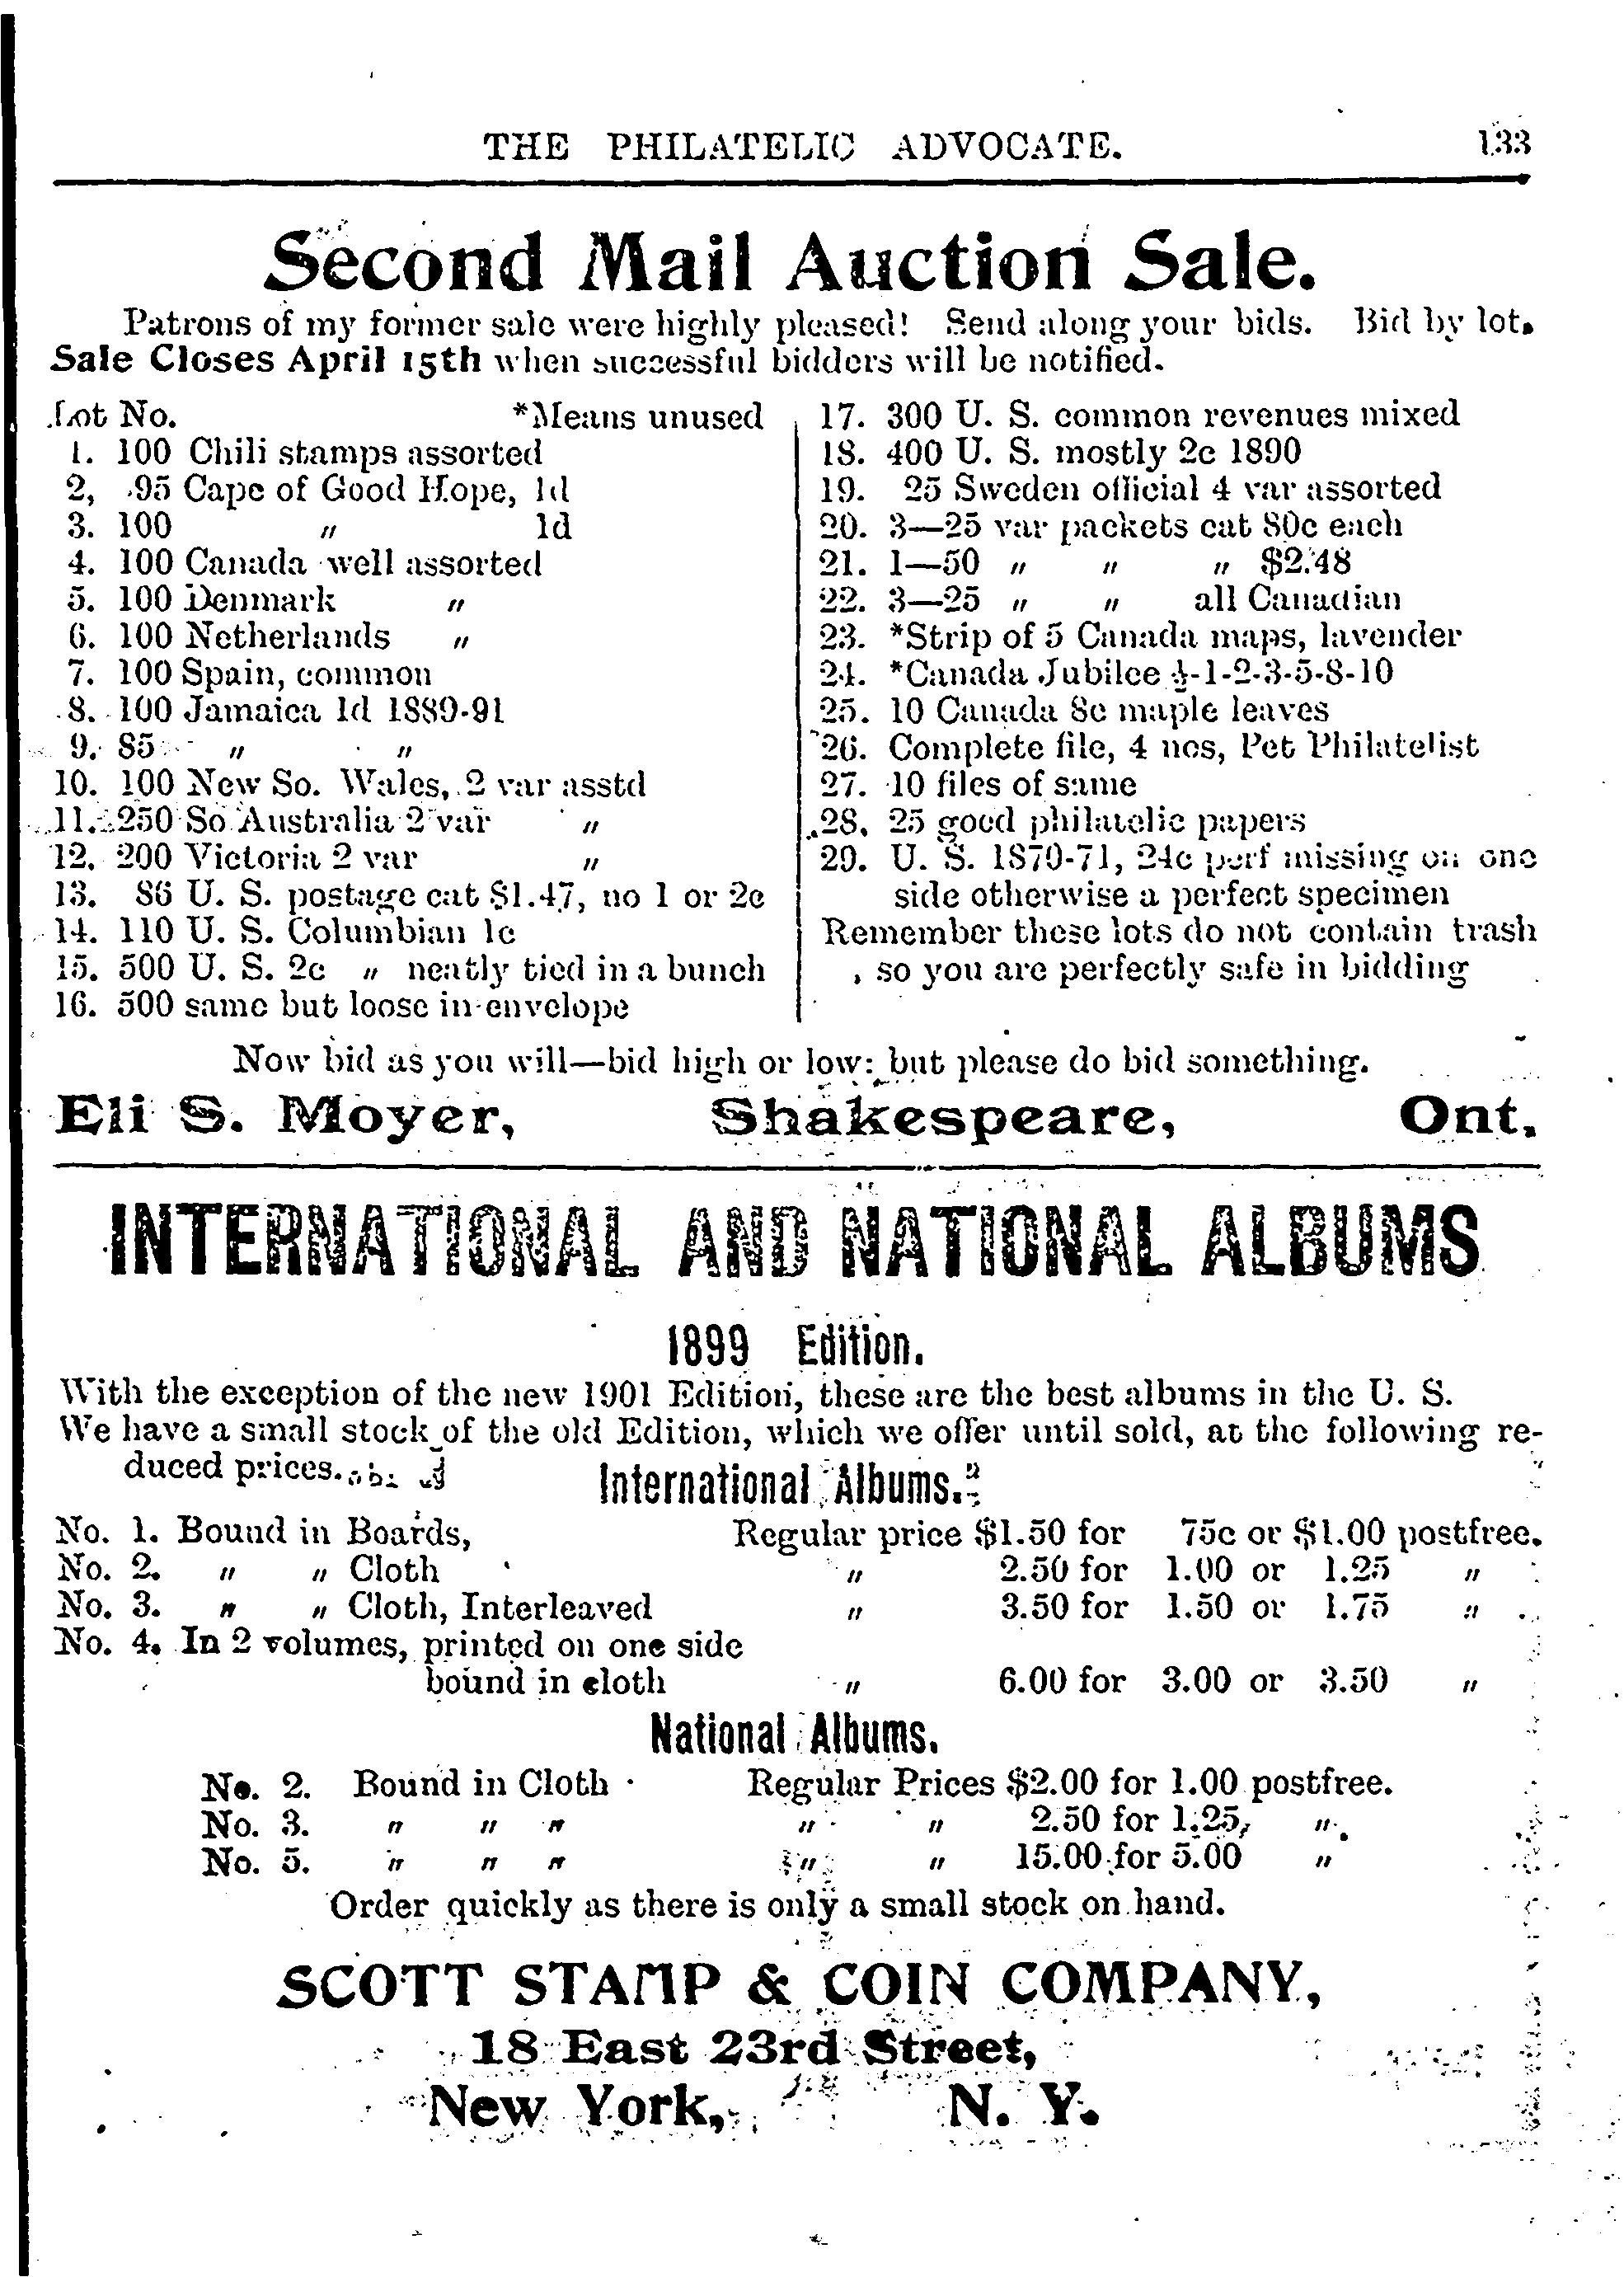 THE PHILATELIC ADVOCATE. 133
Second Mail Auction Sale.
Patrons of my former sale were highly pleased! Send along your bids. Bid by lot.
Sale Closes April 15th when successful bidders will be notified.
Lot No. *Means unused
1. 100 Chili stamps assorted
2, 95 Cape of Good Hope, 1d
3. 100 " 1d
4. 100 Canada well assorted
5. 100 Denmark "
6. 100 Netherlands "
7. 100 Spain, common
8. 100 Jamaica 1d 1889-91
9. 85 " "
10. 100 New So. Wales, 2 var asstd
11. 250 So Australia 2 var "
12. 200 Victoria 2 var "
13. 86 U. S. postage cat $1.47, no 1 or 2c
14. 110 U. S. Columbian 1c
15. 500 U. S. 2c " neatly tied in a bunch
16. 500 same but loose in envelope
17. 300 U. S. common revenues mixed
18. 400 U. S. mostly 2c 1890
19. 25 Sweden official 4 var assorted
20. 3—25 var packets cat 80c each
21. 1—50 " " " $2.48
22. 3—25 " " all Canadian
23. *Strip of 5 Canada maps, lavender
24. *Canada Jubilee ½-1-2-3-5-8-10
25. 10 Canada 8c maple leaves
26. Complete file, 4 nos, Pet Philatelist
27. 10 files of same
28. 25 good philatelic papers
29. U. S. 1870-71, 24c perf missing on one
side otherwise a perfect specimen
Remember these lots do not contain trash
so you are perfectly safe in bidding
Now bid as you will—bid high or low: but please do bid something.
Eli S. Moyer, Shakespeare, Ont.
INTERNATIONAL AND NATIONAL ALBUMS
1899 Edition.
With the exception of the new 1901 Edition, these are the best albums in the U. S.
We have a small stock of the old Edition, which we offer until sold, at the following re-
duced prices.
International Albums.
No. 1. Bound in Boards, Regular price $1.50 for 75c or $1.00 postfree.
No. 2. " " Cloth " 2.50 for 1.00 or 1.25 "
No. 3. " " Cloth, Interleaved " 3.50 for 1.50 or 1.75 "
No. 4. In 2 volumes, printed on one side
bound in cloth " 6.00 for 3.00 or 3.50 "
National Albums.
No. 2. Bound in Cloth Regular Prices $2.00 for 1.00 postfree.
No. 3. " " " " " 2.50 for 1.25, "
No. 5. " " " " " 15.00 for 5.00 "
Order quickly as there is only a small stock on hand.
SCOTT STAMP & COIN COMPANY,
18 East 23rd Street,
New York, N. Y.